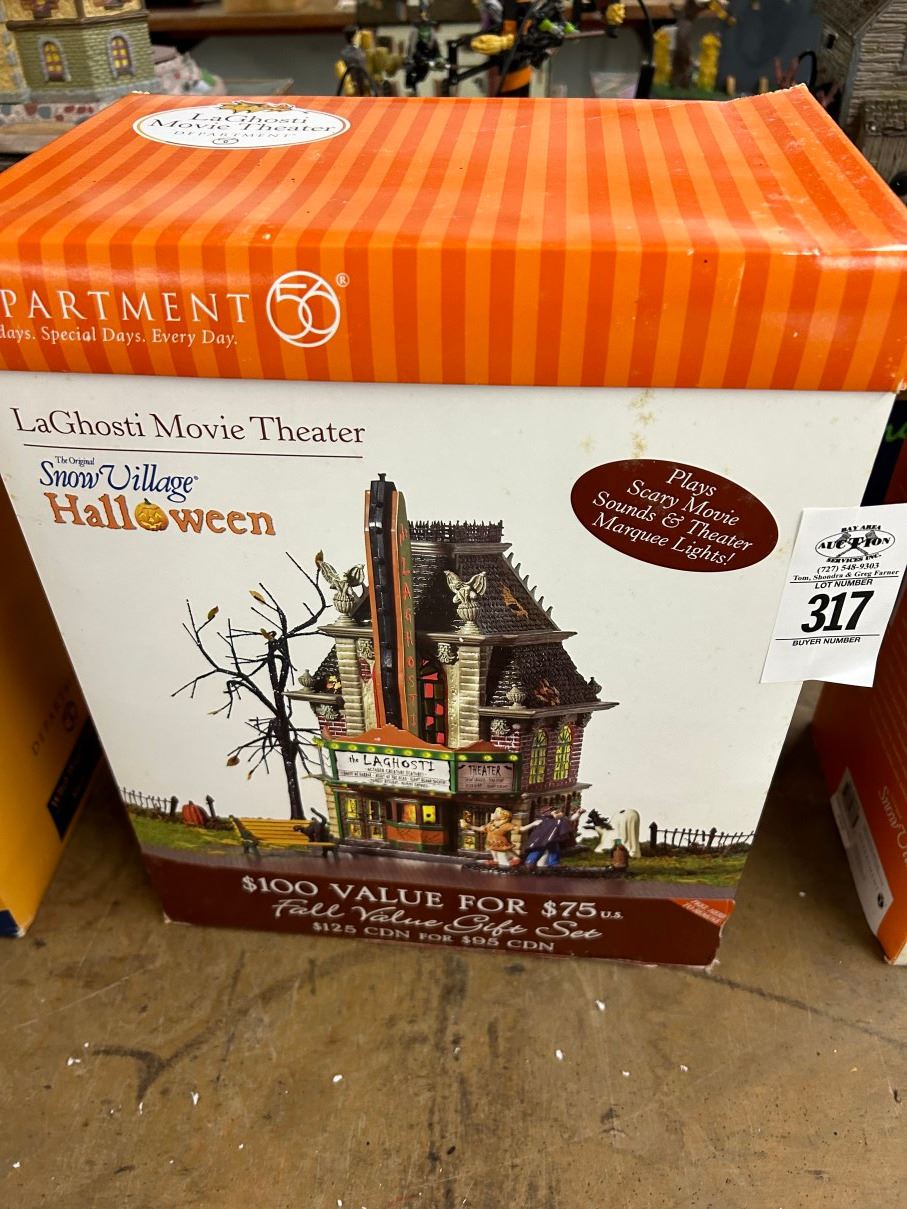 LaGhosti
Movie Theater
DEPARTMENT
PARTMENT 56®
days. Special Days. Every Day.
LaGhosti Movie Theater
The Original
Snow Village®
Halloween
Plays
Scary Movie
Sounds & Theater
Marquee Lights!
LAGHOSTI
the LAGHOSTI
THEATER
BAY AREA
AUCTION
SERVICES INC.
(727) 548-9303
Tom, Shondra & Greg Farner
LOT NUMBER
317
BUYER NUMBER
$100 VALUE FOR $75 U.S.
Fall Value Gift Set
$125 CDN FOR $95 CDN